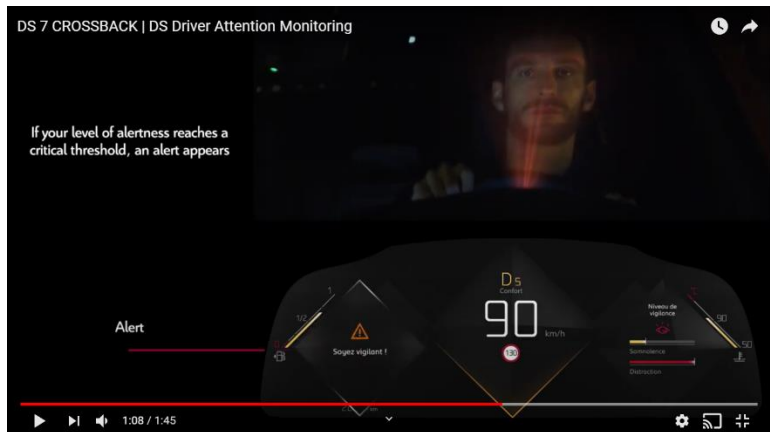 DS 7 CROSSBACK | DS Driver Attention Monitoring
If your level of alertness reaches a
critical threshold, an alert appears
Alert
D5
Confort
90 km/h
130
1
1/2
0
Soyez vigilant !
Niveau de
vigilance
Somnolence
Distraction
90
50
1:08 / 1:45